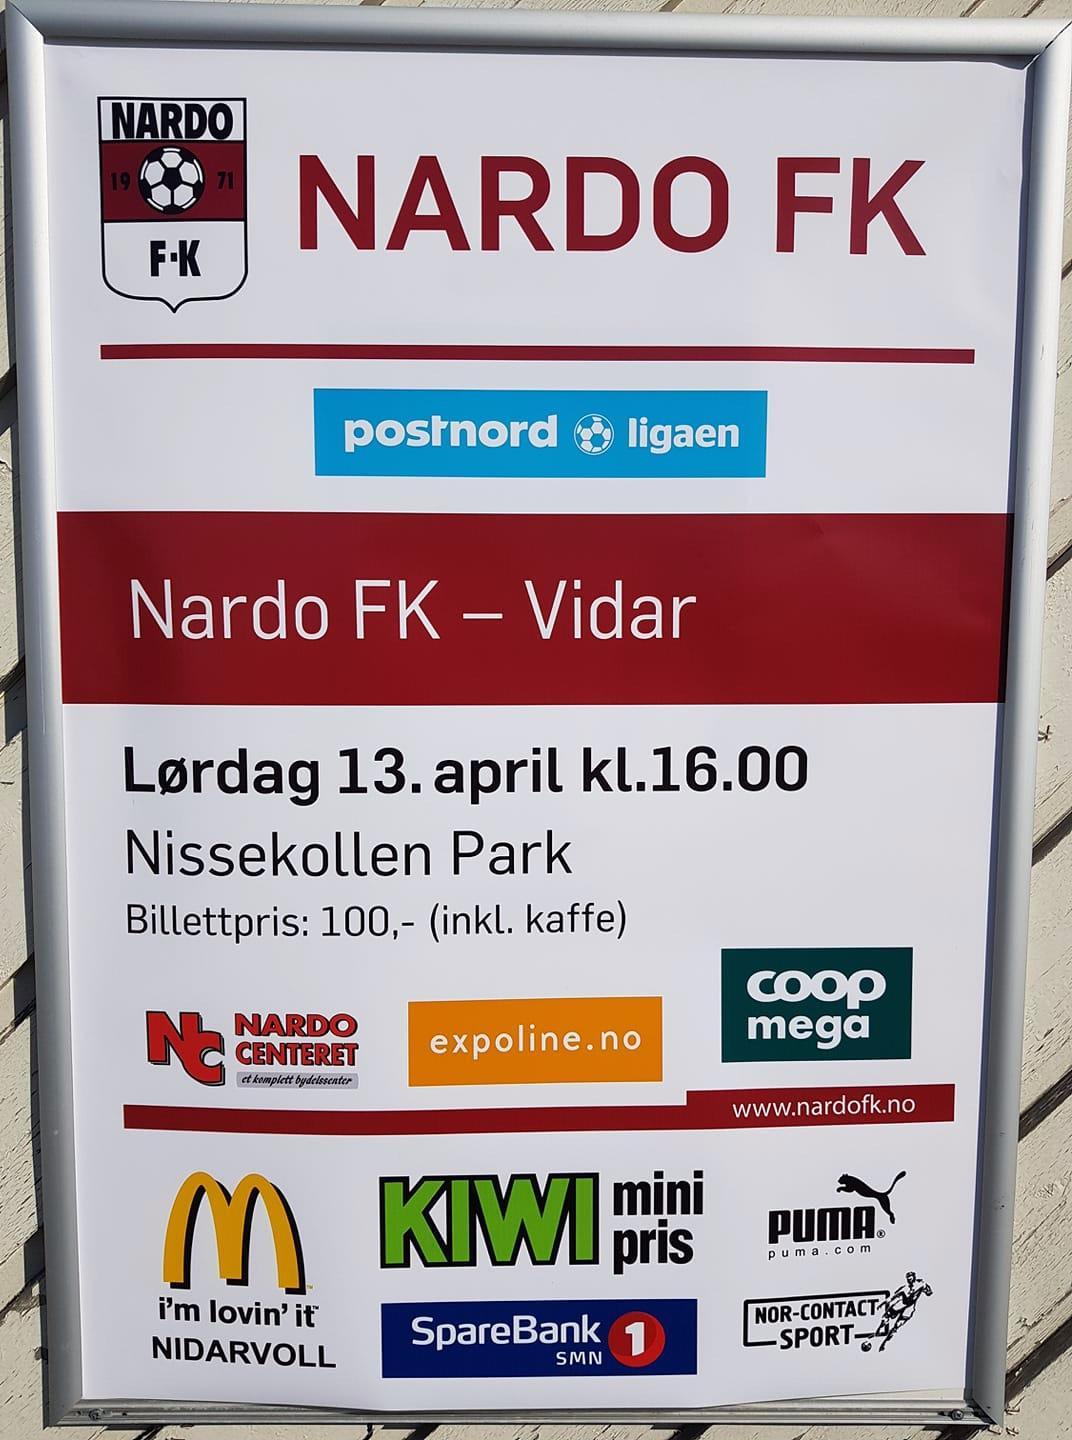 NARDO
19 71
F·K
NARDO FK
postnord ligaen
Nardo FK – Vidar
Lørdag 13. april kl.16.00
Nissekollen Park
Billettpris: 100,- (inkl. kaffe)
NC NARDO
CENTERET
et komplett bydelssenter
expoline.no
coop
mega
www.nardofk.no
i'm lovin' it™
NIDARVOLL
KIWI mini
pris
PUMA®
puma.com
SpareBank 1
SMN
NOR-CONTACT
SPORT